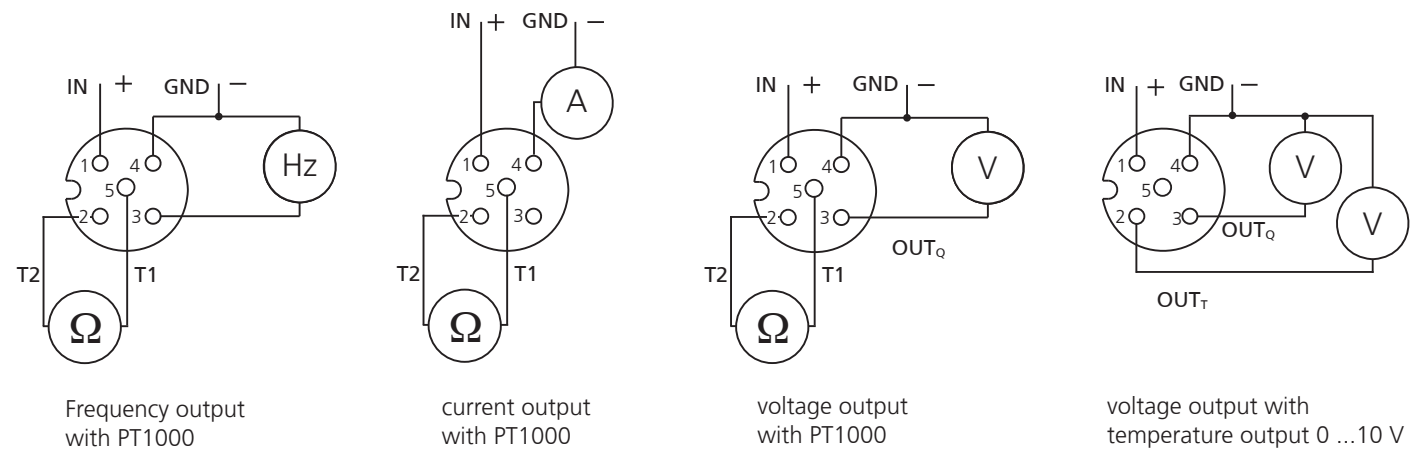 IN + GND −
Hz
1 4
5
2 3
T2 T1
Ω
Frequency output
with PT1000
IN + GND −
A
1 4
5
2 3
T2 T1
Ω
current output
with PT1000
IN + GND −
V
1 4
5
2 3
OUTQ
T2 T1
Ω
voltage output
with PT1000
IN + GND −
V
V
1 4
5
2 3
OUTQ
OUTT
voltage output with
temperature output 0 ...10 V